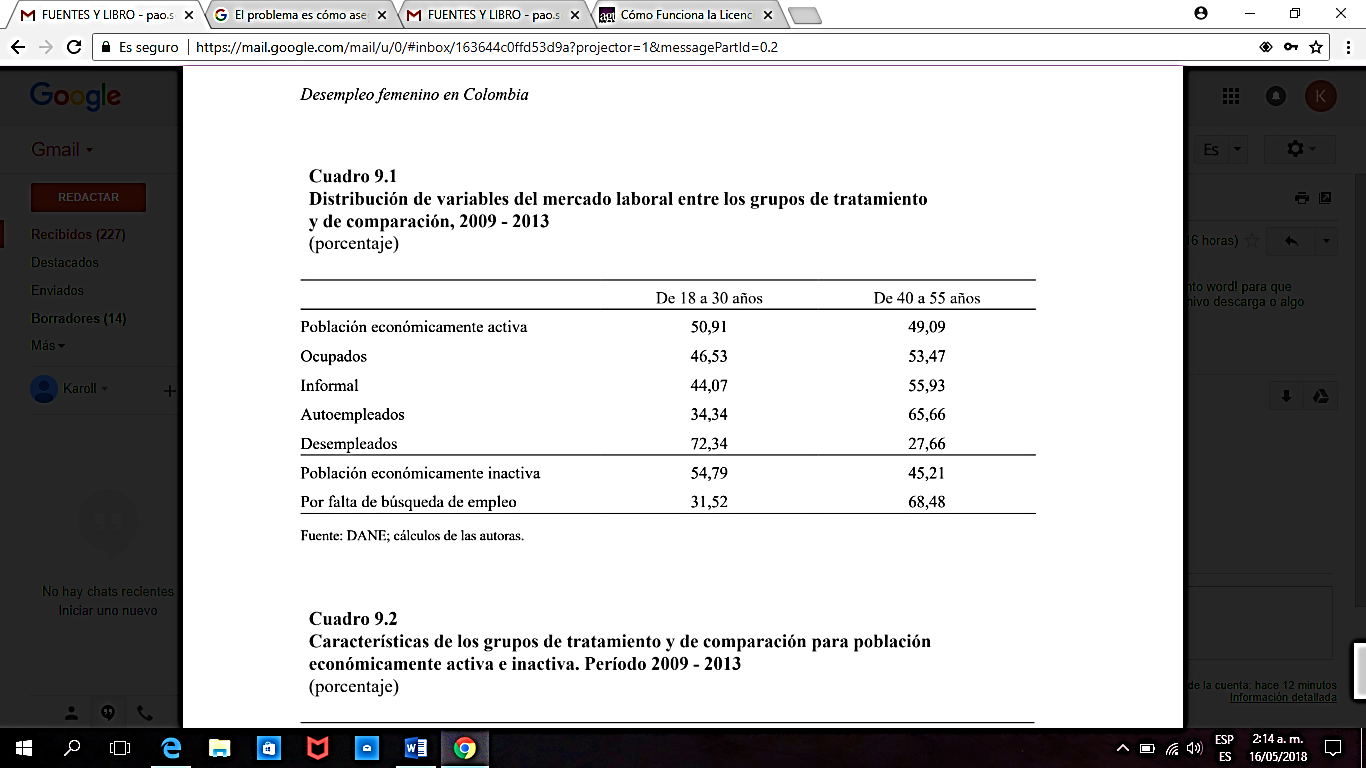 FUENTES Y LIBRO - pao.s
El problema es cómo ase
FUENTES Y LIBRO - pao.s
Cómo Funciona la Licenc
Es seguro
https://mail.google.com/mail/u/0/#inbox/163644c0ffd53d9a?projector=1&messagePartId=0.2
Google
K
Gmail
Es
REDACTAR
Recibidos (227)
Destacados
Enviados
Borradores (14)
Más
Karoll
No hay chats recientes
Iniciar uno nuevo
Desempleo femenino en Colombia
Cuadro 9.1
Distribución de variables del mercado laboral entre los grupos de tratamiento
y de comparación, 2009 - 2013
(porcentaje)
De 18 a 30 años De 40 a 55 años
Población económicamente activa 50,91 49,09
Ocupados 46,53 53,47
Informal 44,07 55,93
Autoempleados 34,34 65,66
Desempleados 72,34 27,66
Población económicamente inactiva 54,79 45,21
Por falta de búsqueda de empleo 31,52 68,48
Fuente: DANE; cálculos de las autoras.
Cuadro 9.2
Características de los grupos de tratamiento y de comparación para población
económicamente activa e inactiva. Período 2009 - 2013
(porcentaje)
6 horas)
nto word! para que
hivo descarga o algo
de la cuenta: hace 12 minutos
Información detallada
ESP
ES
2:14 a. m.
16/05/2018